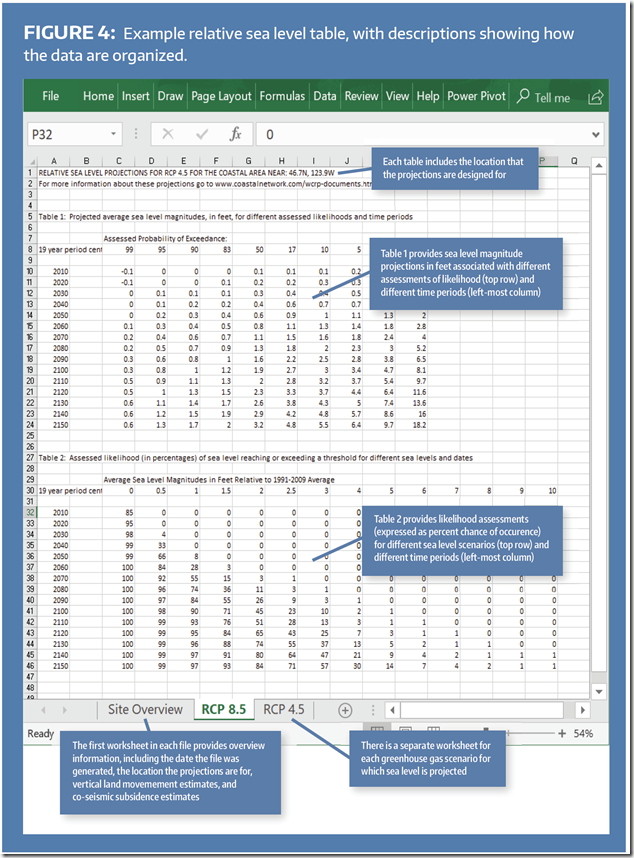 FIGURE 4: Example relative sea level table, with descriptions showing how
the data are organized.
File Home Insert Draw Page Layout Formulas Data Review View Help Power Pivot Tell me
P32 fx 0
A B C D E F G H I J P Q
1 RELATIVE SEA LEVEL PROJECTIONS FOR RCP 4.5 FOR THE COASTAL AREA NEAR: 46.7N, 123.9W
2 For more information about these projections go to www.coastalnetwork.com/wcrp-documents.htm
Each table includes the location that
the projections are designed for
3
4
5 Table 1: Projected average sea level magnitudes, in feet, for different assessed likelihoods and time periods
6
7 Assessed Probability of Exceedance:
8 19 year period cent 99 95 90 83 50 17 10 5
9
10 2010 -0.1 0 0 0 0.1 0.1 0.1 0.2
11 2020 -0.1 0 0 0.1 0.2 0.2 0.3 0.3
12 2030 0 0.1 0.1 0.1 0.3 0.4 0.5
13 2040 0 0.1 0.2 0.2 0.4 0.6 0.7 0.7
14 2050 0 0.2 0.3 0.4 0.6 0.9 1 1.1 1.3 2
15 2060 0.1 0.3 0.4 0.5 0.8 1.1 1.3 1.4 1.8 2.8
16 2070 0.2 0.4 0.6 0.7 1.1 1.5 1.6 1.8 2.4 4
17 2080 0.2 0.5 0.7 0.9 1.3 1.8 2 2.3 3 5.2
18 2090 0.3 0.6 0.8 1 1.6 2.2 2.5 2.8 3.8 6.5
19 2100 0.3 0.8 1 1.2 1.9 2.7 3 3.4 4.7 8.1
20 2110 0.5 0.9 1.1 1.3 2 2.8 3.2 3.7 5.4 9.7
21 2120 0.5 1 1.3 1.5 2.3 3.3 3.7 4.4 6.4 11.6
22 2130 0.6 1.1 1.4 1.7 2.6 3.8 4.3 5 7.4 13.6
23 2140 0.6 1.2 1.5 1.9 2.9 4.2 4.8 5.7 8.6 16
24 2150 0.6 1.3 1.7 2 3.2 4.8 5.5 6.4 9.7 18.2
Table 1 provides sea level magnitude
projections in feet associated with different
assessments of likelihood (top row) and
different time periods (left-most column)
25
26
27 Table 2: Assessed likelihood (in percentages) of sea level reaching or exceeding a threshold for different sea levels and dates
28
29 Average Sea Level Magnitudes in Feet Relative to 1991-2009 Average
30 19 year period cent 0 0.5 1 1.5 2 2.5 3 4 5 6 7 8 9 10
31
32 2010 85 0 0 0 0 0 0 0
33 2020 95 0 0 0 0 0 0 0
34 2030 98 4 0 0 0 0 0 0
35 2040 99 33 0 0 0 0 0 0
36 2050 99 66 8 0 0 0 0 0
37 2060 100 84 28 3 0 0 0 0
38 2070 100 92 55 15 3 1 0 0 0 0 0 0 0 0
39 2080 100 96 74 36 11 3 1 0 0 0 0 0 0 0
40 2090 100 97 84 55 26 9 3 1 0 0 0 0 0 0
41 2100 100 98 90 71 45 23 10 2 1 0 0 0 0 0
42 2110 100 99 93 76 51 28 13 3 1 1 0 0 0 0
43 2120 100 99 95 84 65 43 25 7 3 1 1 0 0 0
44 2130 100 99 96 88 74 55 37 13 5 2 1 1 0 0
45 2140 100 99 97 91 80 64 47 21 9 4 2 1 1 1
46 2150 100 99 97 93 84 71 57 30 14 7 4 2 1 1
Table 2 provides likelihood assessments
(expressed as percent chance of occurence)
for different sea level scenarios (top row) and
different time periods (left-most column)
47
48
49
Site Overview RCP 8.5 RCP 4.5
Ready 54%
The first worksheet in each file provides overview
information, including the date the file was
generated, the location the projections are for,
vertical land movemement estimates, and
co-seismic subsidence estimates
There is a separate worksheet for
each greenhouse gas scenario for
which sea level is projected